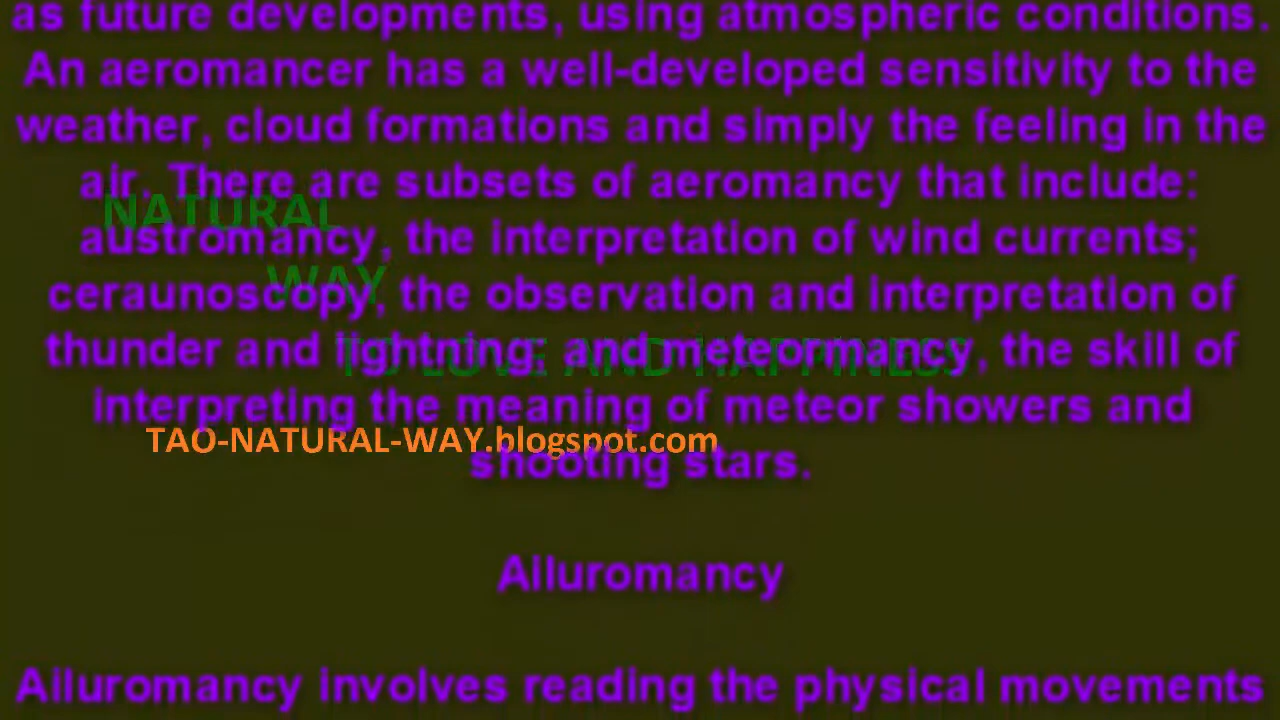 as future developments, using atmospheric conditions.
An aeromancer has a well-developed sensitivity to the
weather, cloud formations and simply the feeling in the
air. There are subsets of aeromancy that include:
NATURAL
austromancy, the interpretation of wind currents;
WAY
ceraunoscopy, the observation and interpretation of
thunder and lightning; and meteormancy, the skill of
TO LOVE AND HAPPINESS
interpreting the meaning of meteor showers and
TAO-NATURAL-WAY.blogspot.com
shooting stars.
Ailuromancy
Ailuromancy involves reading the physical movements